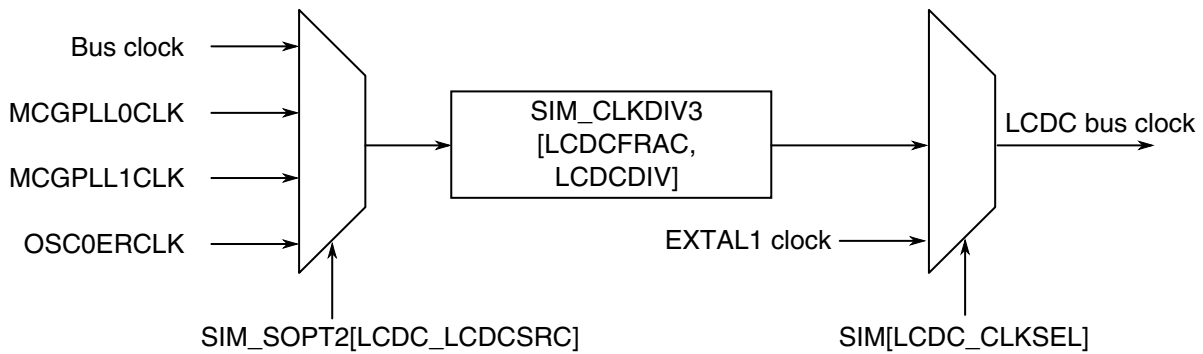 Bus clock
MCGPLL0CLK
MCGPLL1CLK
OSC0ERCLK
SIM_SOPT2[LCDC_LCDCSRC]
SIM_CLKDIV3
[LCDCFRAC,
LCDCDIV]
EXTAL1 clock
SIM[LCDC_CLKSEL]
LCDC bus clock